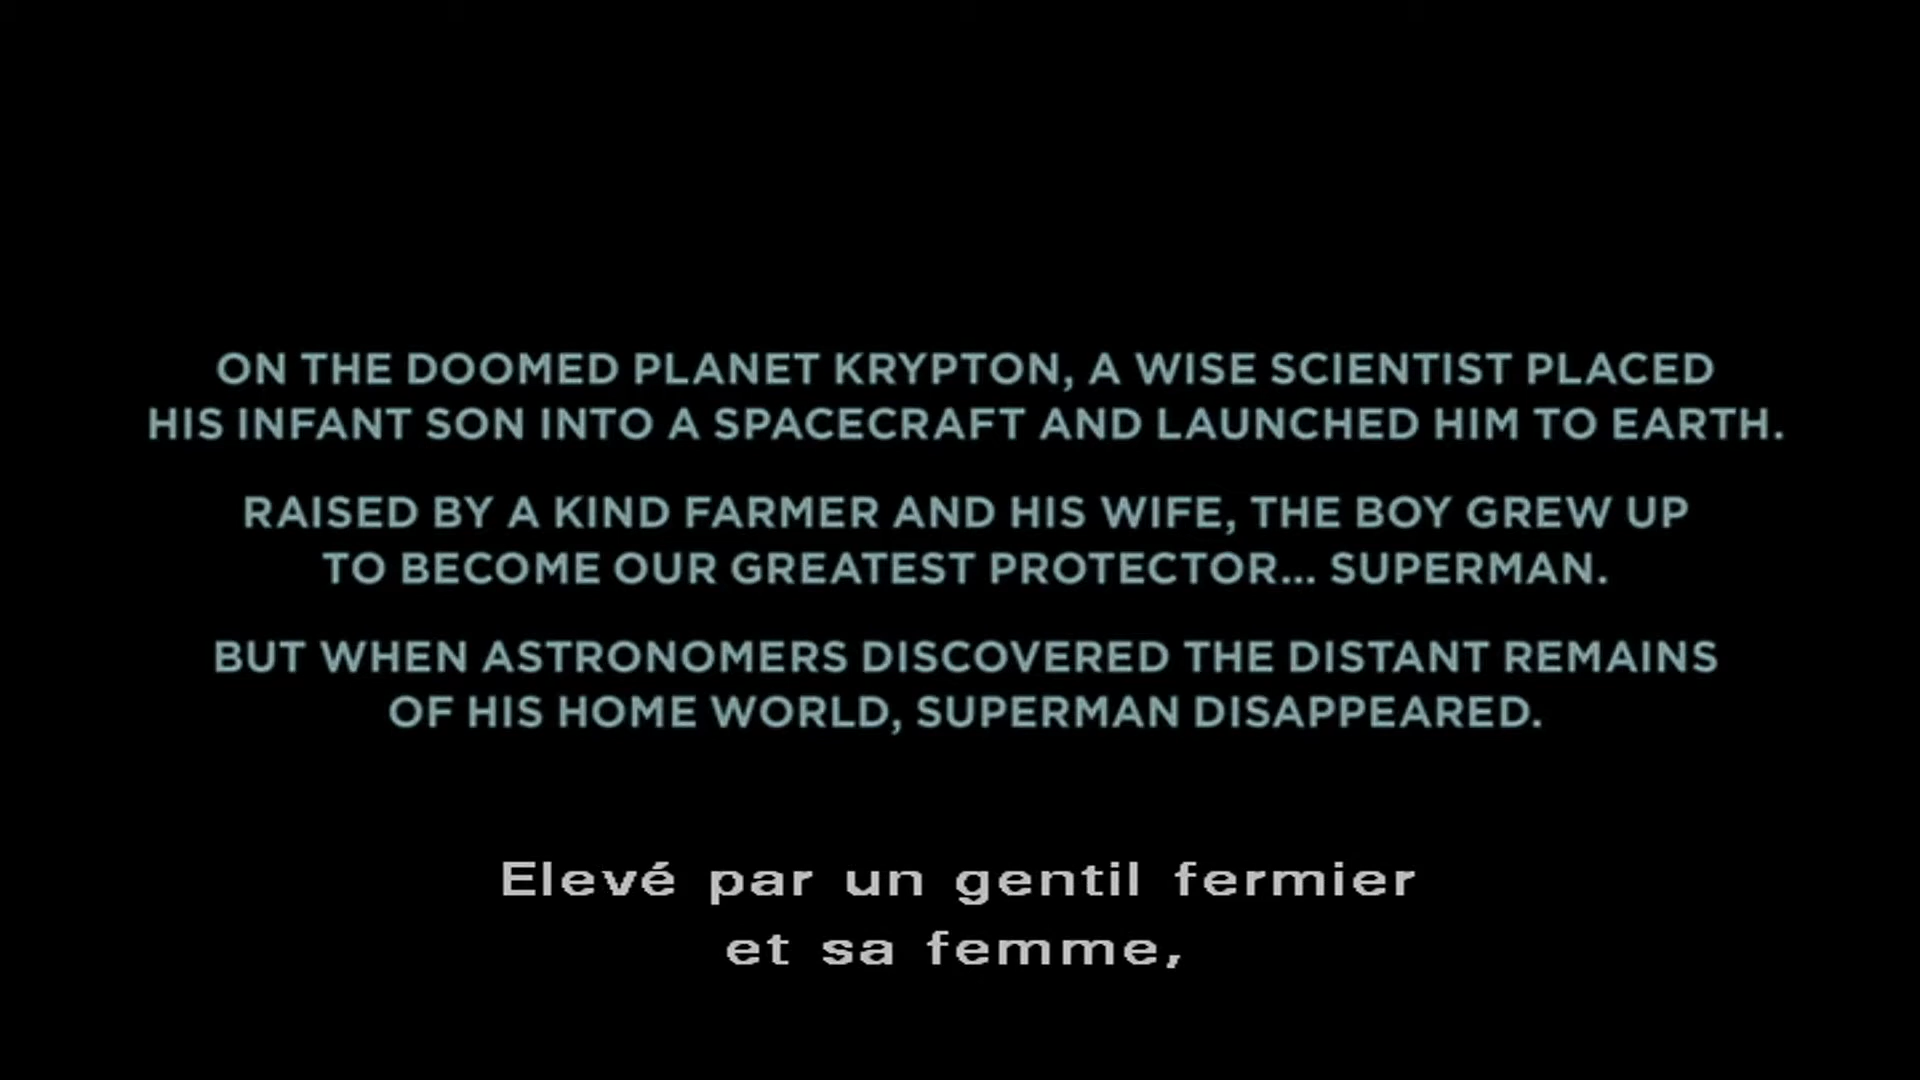 ON THE DOOMED PLANET KRYPTON, A WISE SCIENTIST PLACED
HIS INFANT SON INTO A SPACECRAFT AND LAUNCHED HIM TO EARTH.
RAISED BY A KIND FARMER AND HIS WIFE, THE BOY GREW UP
TO BECOME OUR GREATEST PROTECTOR... SUPERMAN.
BUT WHEN ASTRONOMERS DISCOVERED THE DISTANT REMAINS
OF HIS HOME WORLD, SUPERMAN DISAPPEARED.
Elevé par un gentil fermier
et sa femme,